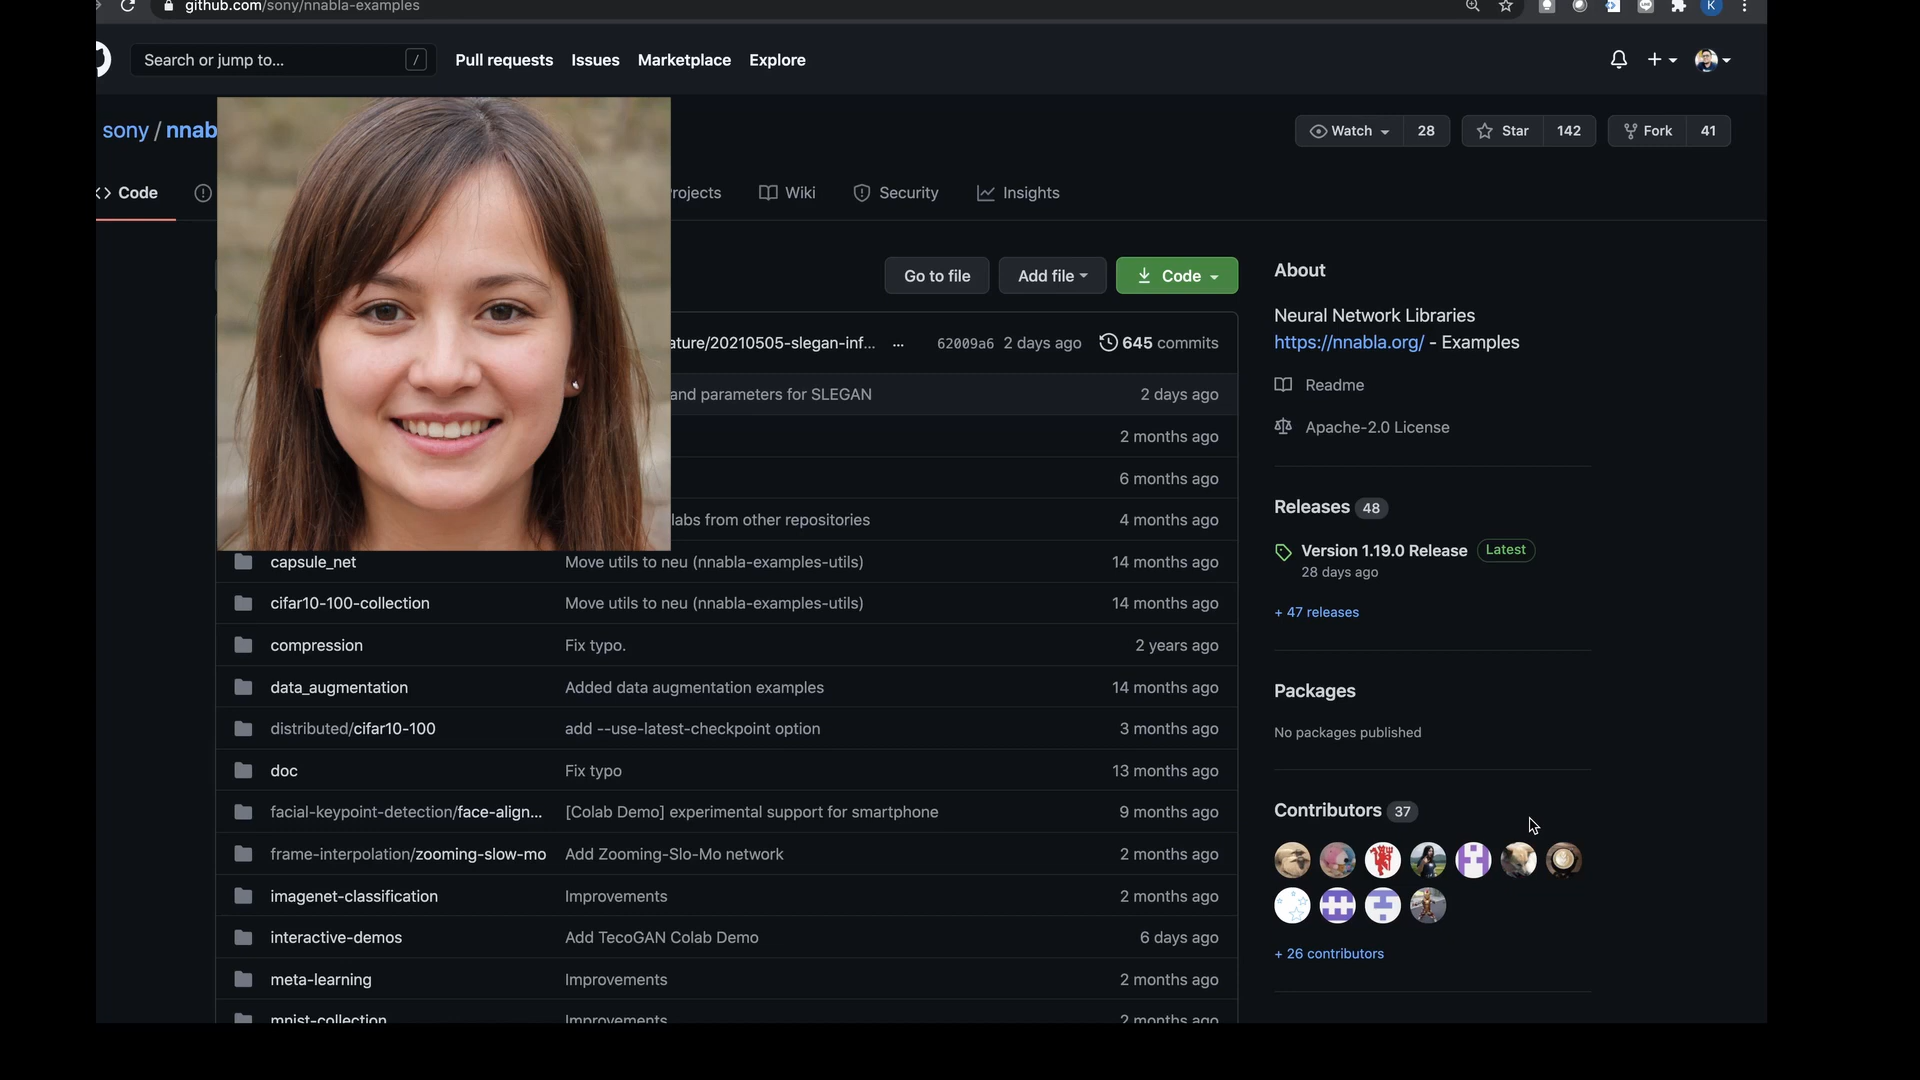 github.com/sony/nnabla-examples
K
Search or jump to... /
Pull requests Issues Marketplace Explore
sony / nnab
Watch 28 Star 142 Fork 41
Code rojects Wiki Security Insights
Go to file Add file Code
ature/20210505-slegan-inf... ... 62009a6 2 days ago 645 commits
and parameters for SLEGAN 2 days ago
2 months ago
6 months ago
labs from other repositories 4 months ago
capsule_net Move utils to neu (nnabla-examples-utils) 14 months ago
cifar10-100-collection Move utils to neu (nnabla-examples-utils) 14 months ago
compression Fix typo. 2 years ago
data_augmentation Added data augmentation examples 14 months ago
distributed/cifar10-100 add --use-latest-checkpoint option 3 months ago
doc Fix typo 13 months ago
facial-keypoint-detection/face-align... [Colab Demo] experimental support for smartphone 9 months ago
frame-interpolation/zooming-slow-mo Add Zooming-Slo-Mo network 2 months ago
imagenet-classification Improvements 2 months ago
interactive-demos Add TecoGAN Colab Demo 6 days ago
meta-learning Improvements 2 months ago
mnist-collection Improvements 2 months ago
About
Neural Network Libraries
https://nnabla.org/ - Examples
Readme
Apache-2.0 License
Releases 48
Version 1.19.0 Release Latest
28 days ago
+ 47 releases
Packages
No packages published
Contributors 37
+ 26 contributors